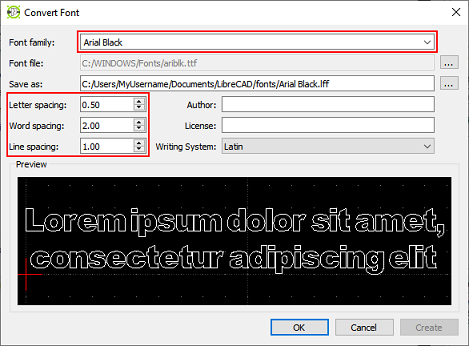 Convert Font
Font family: Arial Black
Font file: C:/WINDOWS/Fonts/ariblk.ttf ...
Save as: C:/Users/MyUsername/Documents/LibreCAD/fonts/Arial Black.lff ...
Letter spacing: 0.50 Author:
Word spacing: 2.00 License:
Line spacing: 1.00 Writing System: Latin
Preview
Lorem ipsum dolor sit amet,
consectetur adipiscing elit
OK Cancel Create